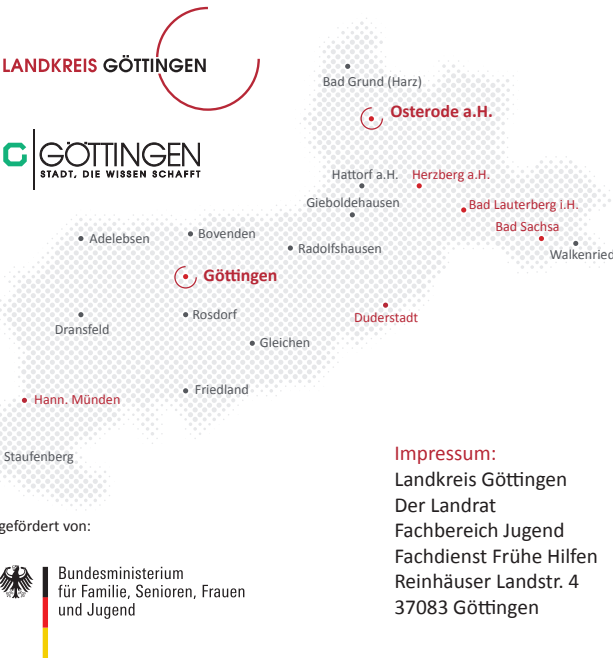 LANDKREIS GÖTTINGEN
GÖTTINGEN
STADT, DIE WISSEN SCHAFFT
Bad Grund (Harz)
Osterode a.H.
Hattorf a.H.
Herzberg a.H.
Gieboldehausen
Bad Lauterberg i.H.
Bad Sachsa
Adelebsen
Bovenden
Radolfshausen
Walkenried
Göttingen
Rosdorf
Duderstadt
Dransfeld
Gleichen
Friedland
Hann. Münden
Staufenberg
Impressum:
Landkreis Göttingen
Der Landrat
Fachbereich Jugend
Fachdienst Frühe Hilfen
Reinhäuser Landstr. 4
37083 Göttingen
gefördert von:
Bundesministerium
für Familie, Senioren, Frauen
und Jugend